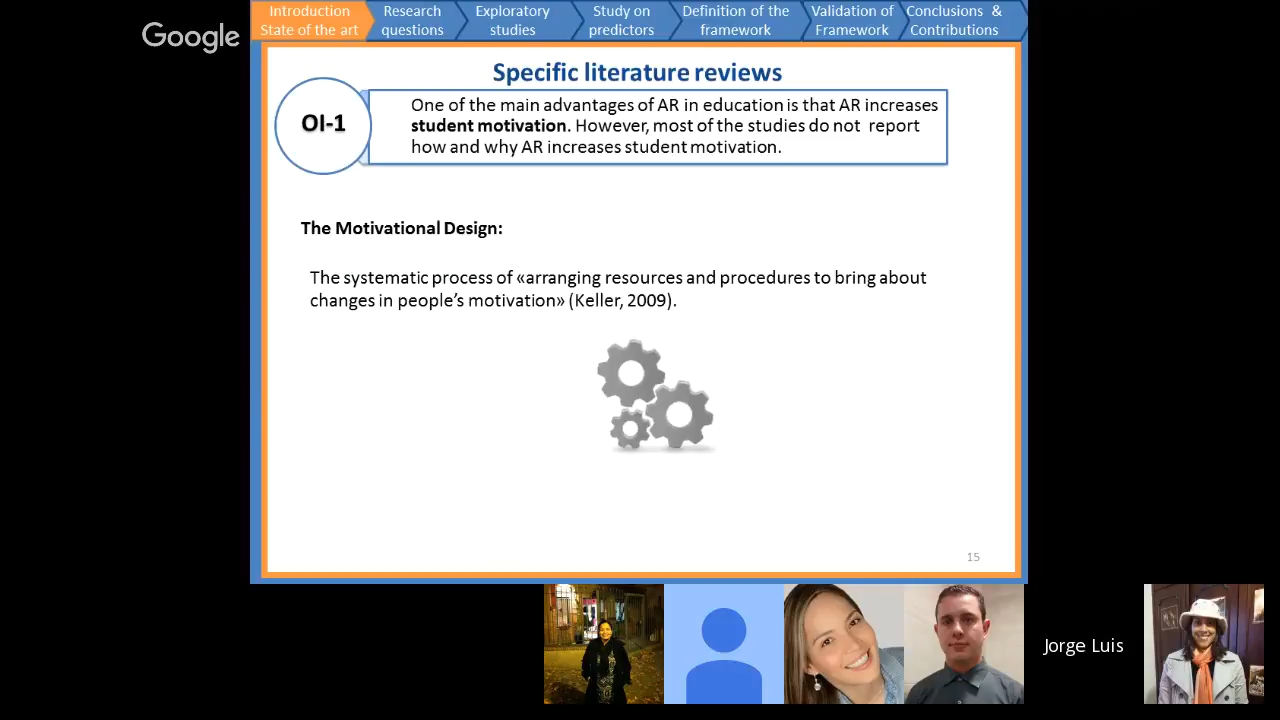 Google
Introduction
State of the art
Research
questions
Exploratory
studies
Study on
predictors
Definition of the
framework
Validation of
Framework
Conclusions &
Contributions
Specific literature reviews
OI-1
One of the main advantages of AR in education is that AR increases
student motivation. However, most of the studies do not report
how and why AR increases student motivation.
The Motivational Design:
The systematic process of «arranging resources and procedures to bring about
changes in people’s motivation» (Keller, 2009).
15
Jorge Luis